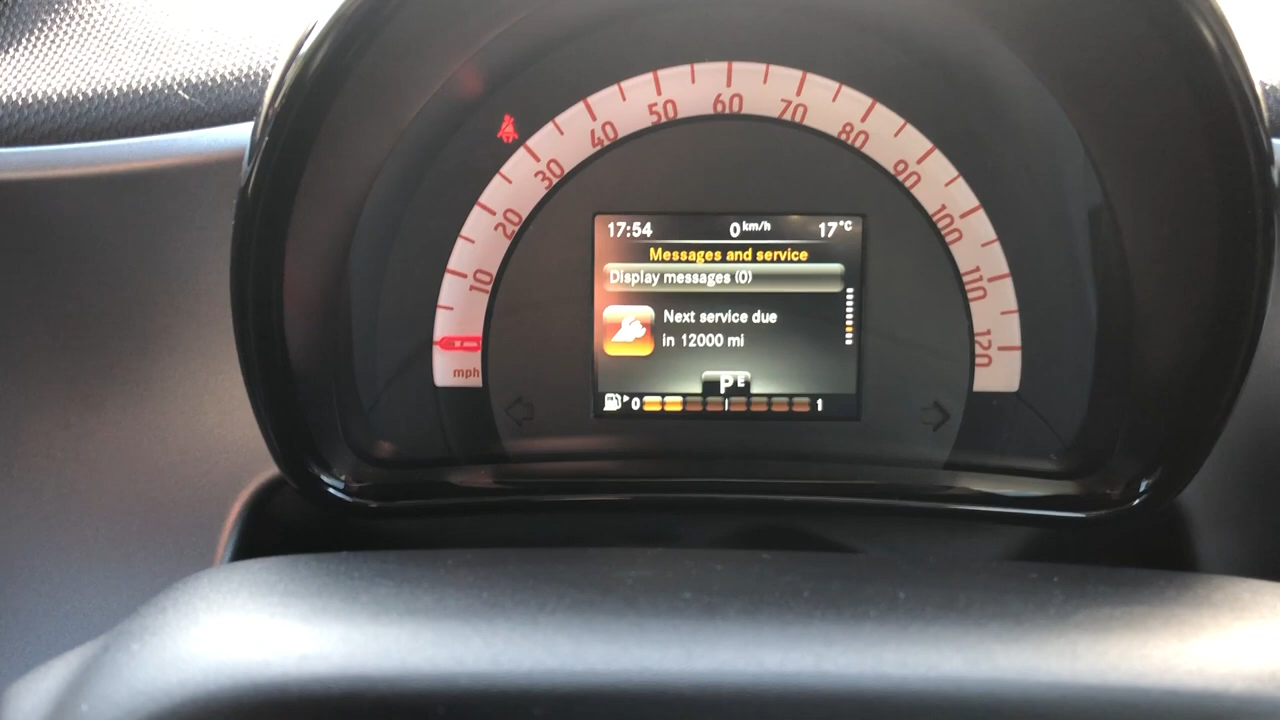 10 20 30 40 50 60 70 80 90 100 110 120
mph
17:54 0 km/h 17°C
Messages and service
Display messages (0)
Next service due
in 12000 mi
P E
0 1